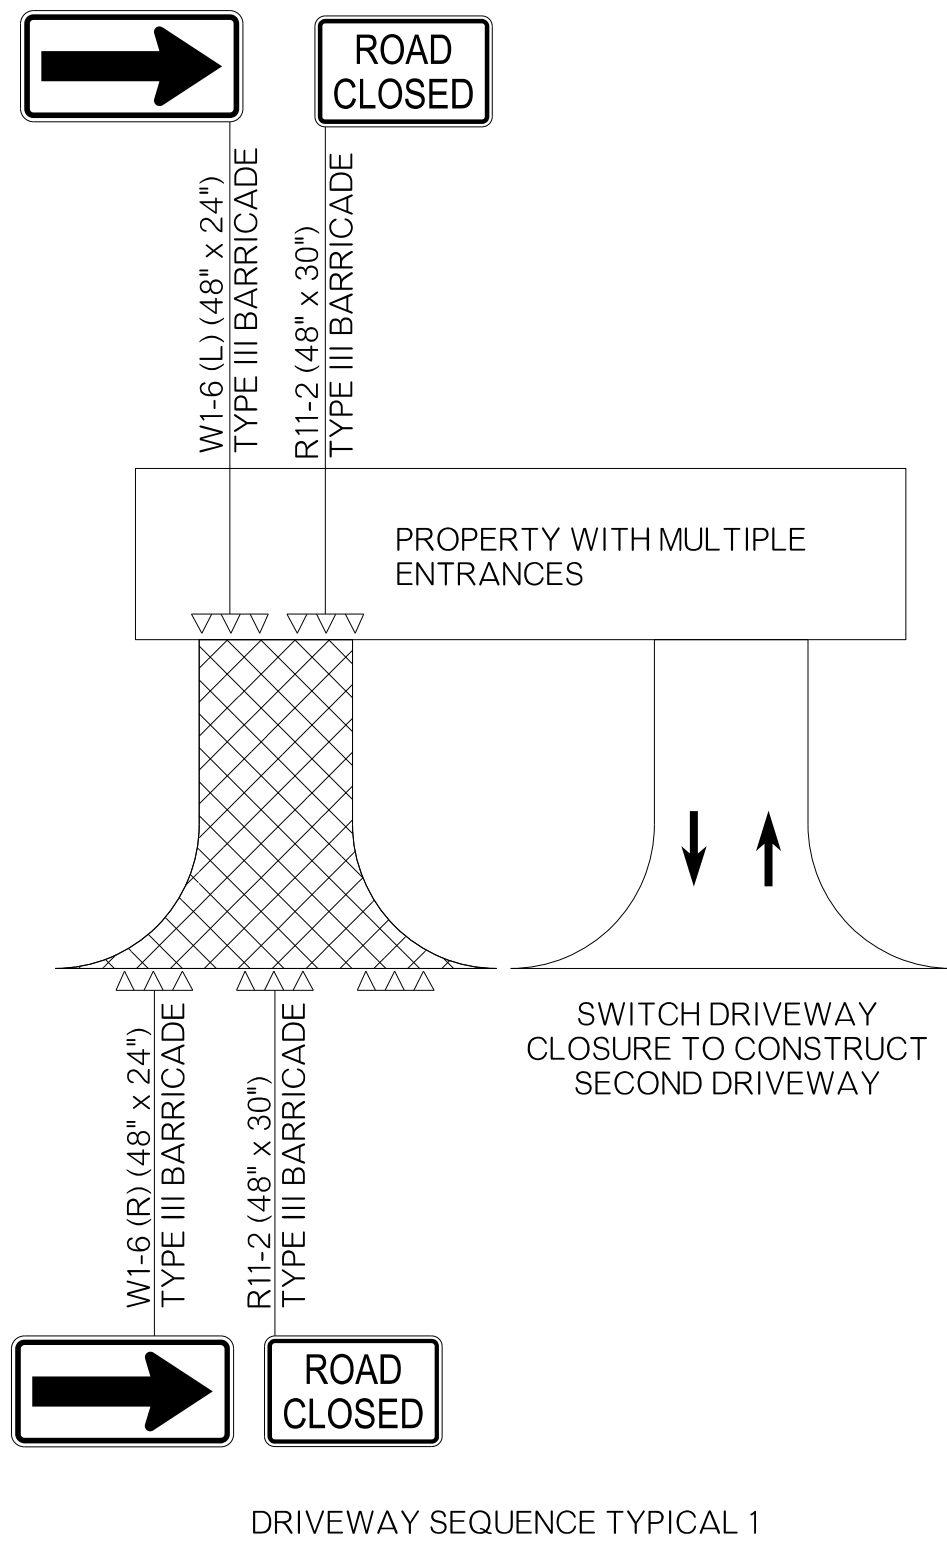 ROAD
CLOSED
W1-6 (L) (48" x 24")
TYPE III BARRICADE
R11-2 (48" x 30")
TYPE III BARRICADE
PROPERTY WITH MULTIPLE
ENTRANCES
SWITCH DRIVEWAY
CLOSURE TO CONSTRUCT
SECOND DRIVEWAY
W1-6 (R) (48" x 24")
TYPE III BARRICADE
R11-2 (48" x 30")
TYPE III BARRICADE
ROAD
CLOSED
DRIVEWAY SEQUENCE TYPICAL 1